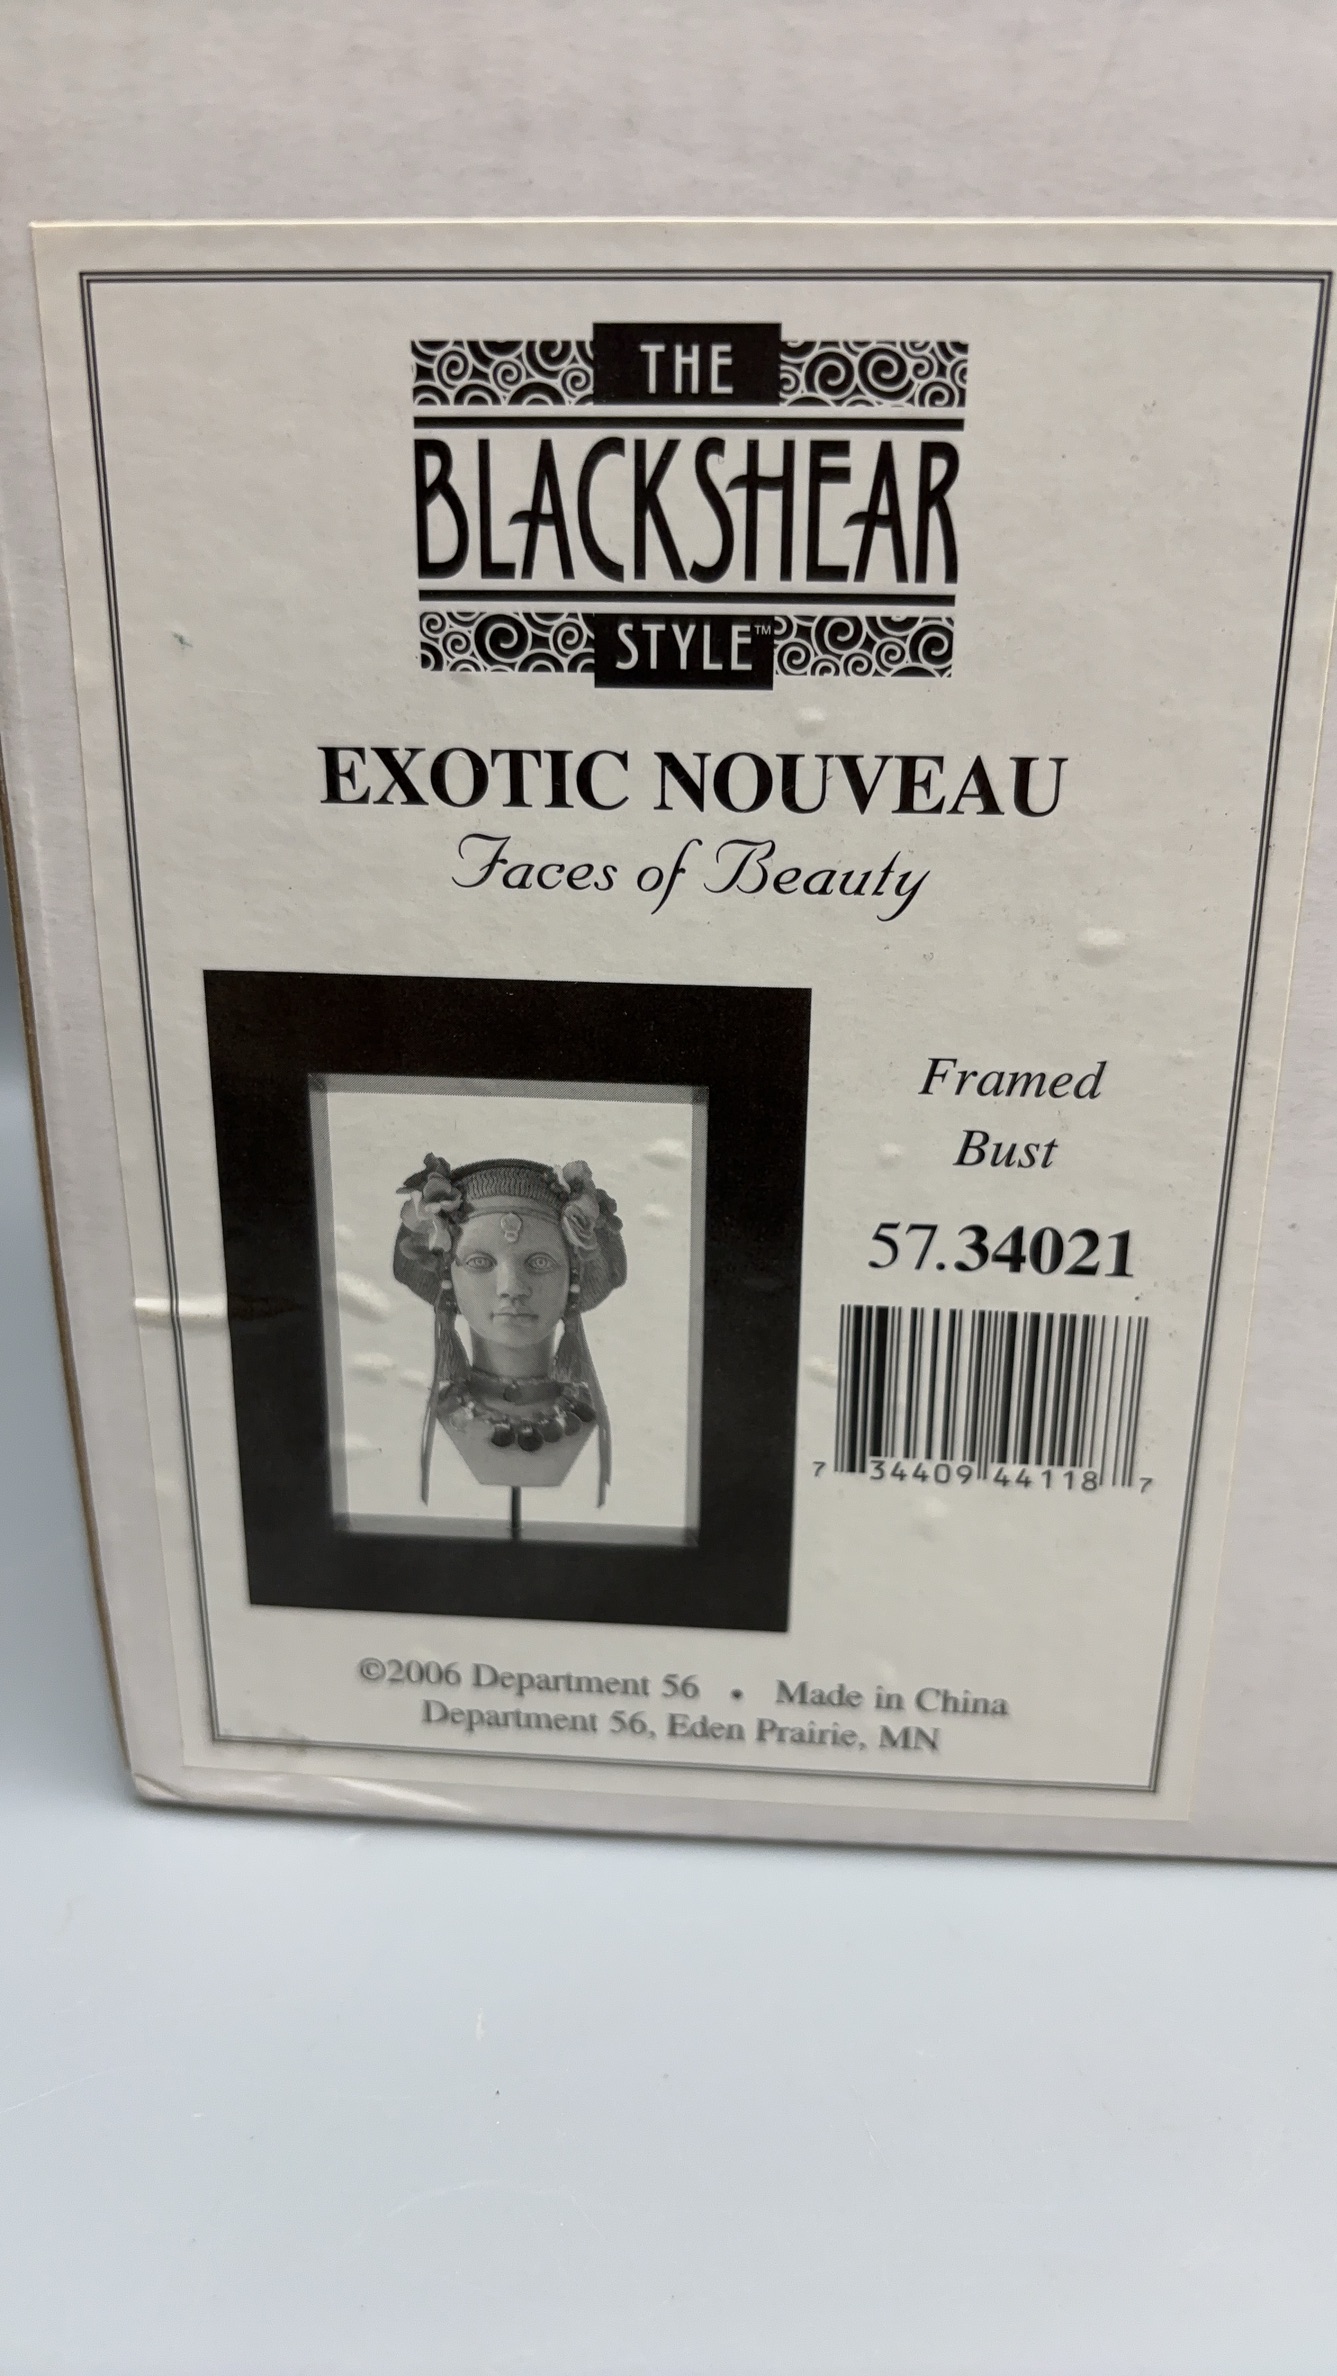 THE
BLACKSHEAR
STYLE™
EXOTIC NOUVEAU
Faces of Beauty
Framed
Bust
57.34021
7 34409 44118 7
©2006 Department 56 • Made in China
Department 56, Eden Prairie, MN